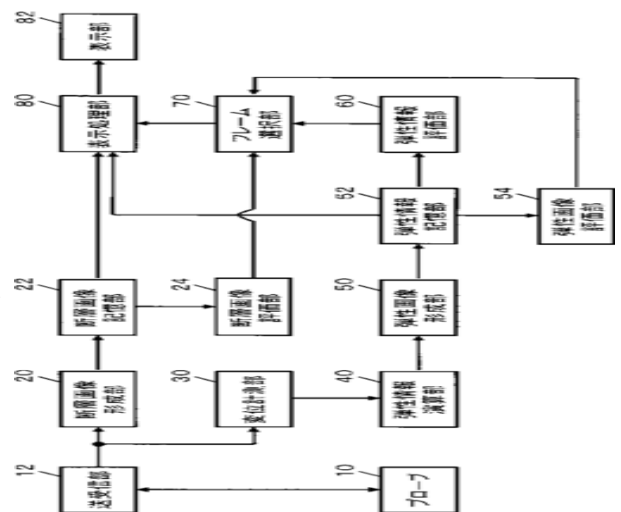 12
送受信部
10
プローブ
20
断層画像
形成部
30
変位計測部
40
弾性情報
演算部
22
断層画像
記憶部
24
断層画像
評価部
50
弾性画像
形成部
52
弾性情報
記憶部
54
弾性画像
評価部
80
表示処理部
70
フレーム
選択部
60
弾性情報
評価部
82
表示部